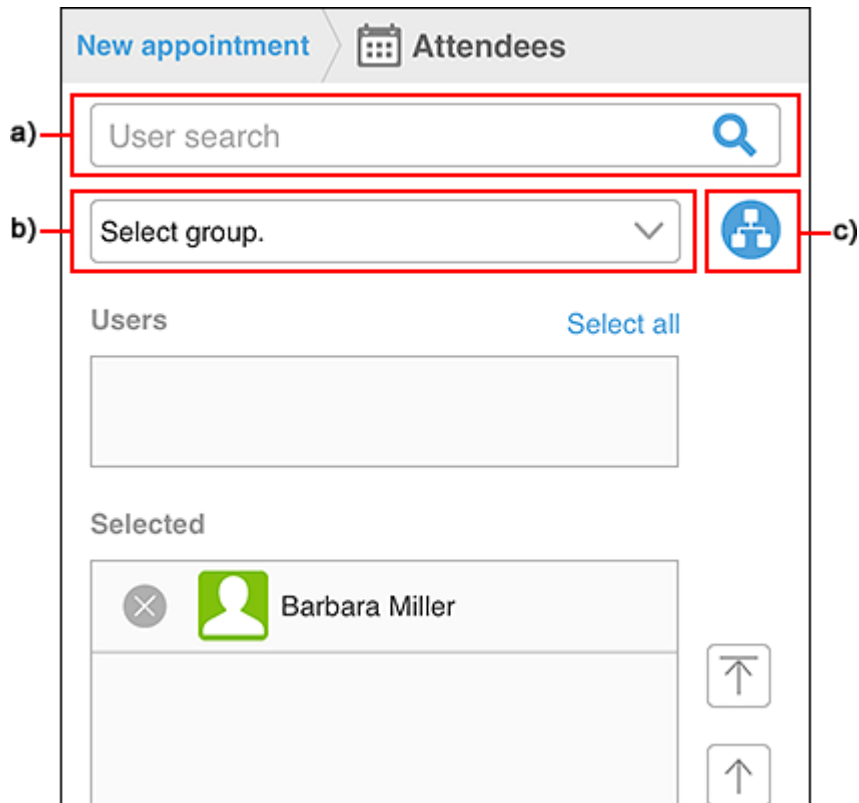 New appointment Attendees
a) User search
b) Select group. c)
Users Select all
Selected
Barbara Miller